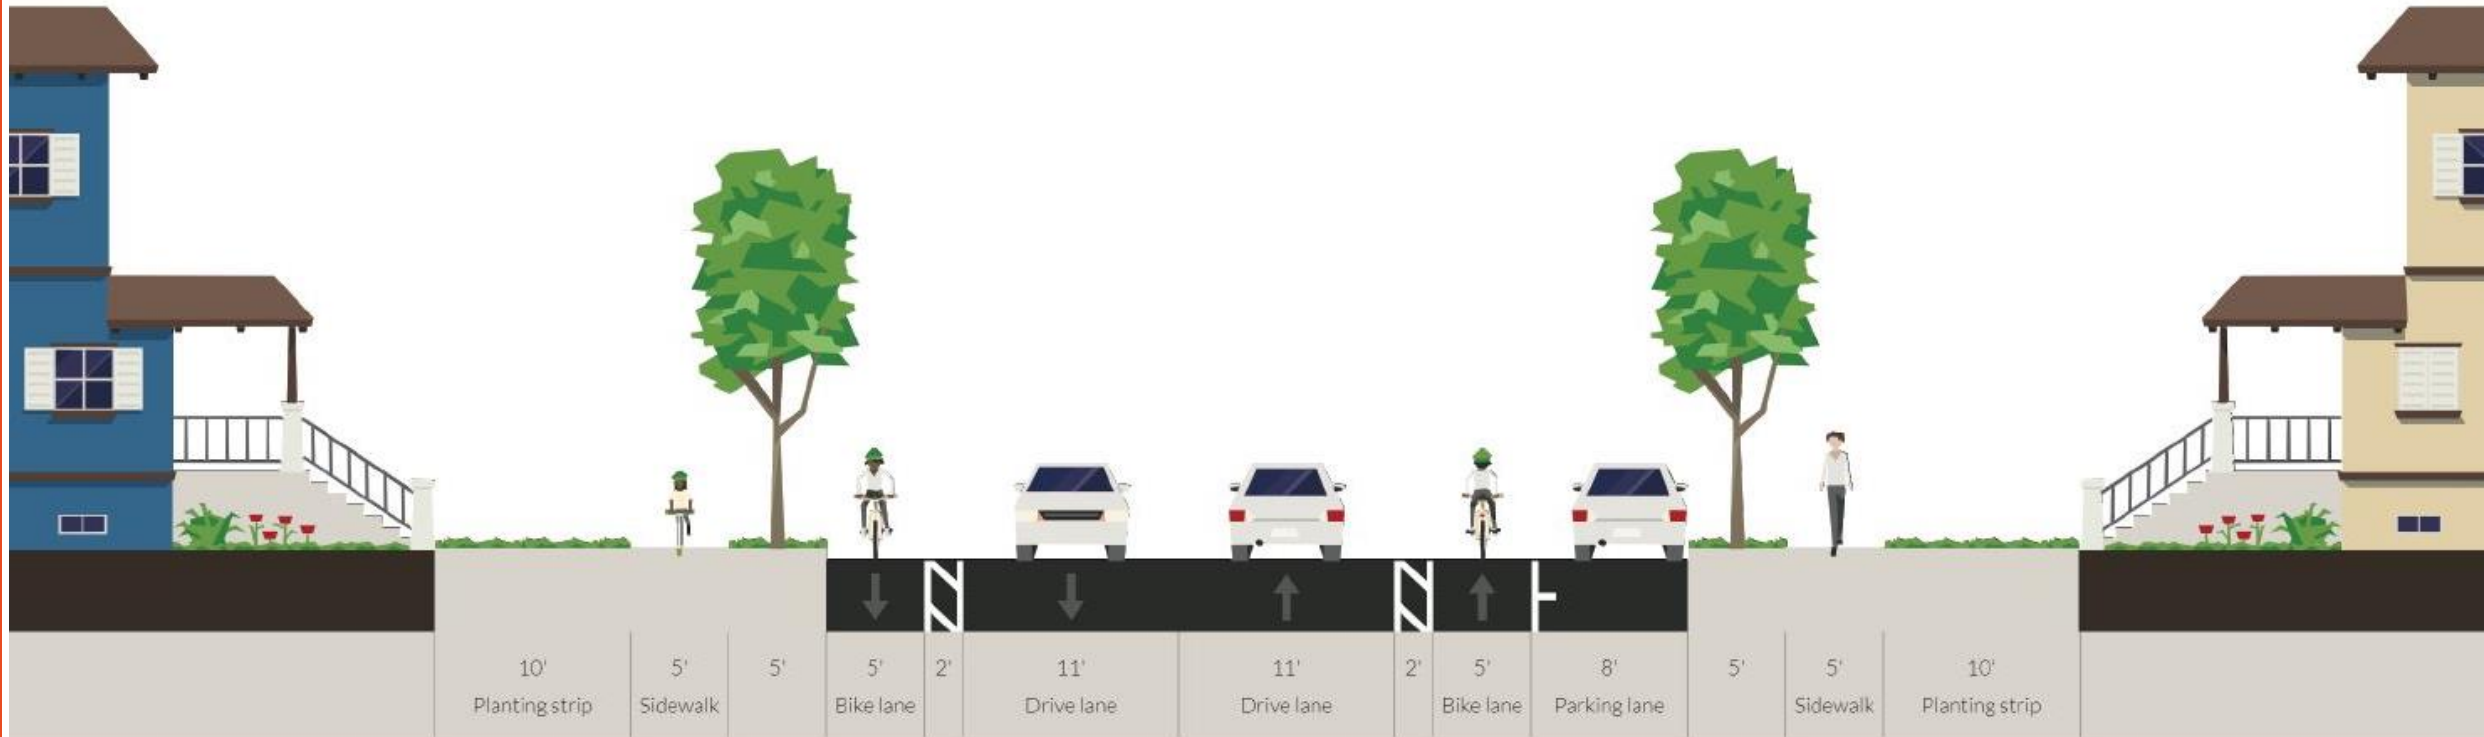 10' 5' 5' 5' 2' 11' 11' 2' 5' 8' 5' 5' 10'
Planting strip Sidewalk Bike lane Drive lane Drive lane Bike lane Parking lane Sidewalk Planting strip